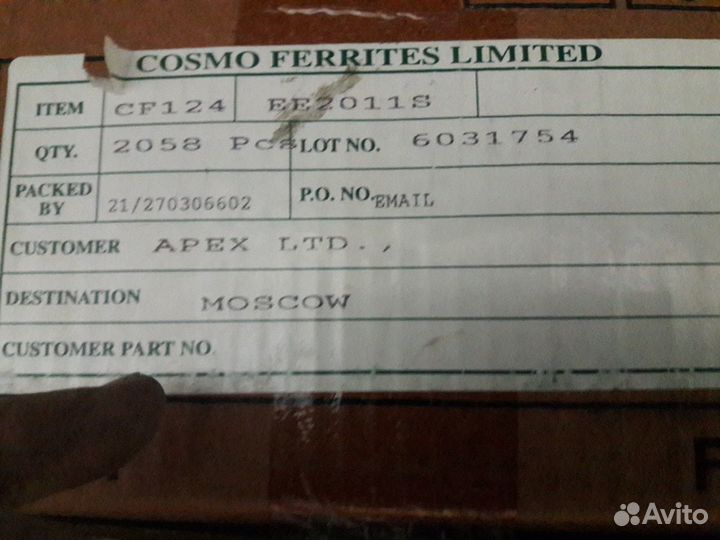 COSMO FERRITES LIMITED
ITEM CF124 EE2011S
QTY. 2058 Pcs LOT NO. 6031754
PACKED BY 21/270306602 P.O. NO. EMAIL
CUSTOMER APEX LTD.,
DESTINATION MOSCOW
CUSTOMER PART NO.
Avito